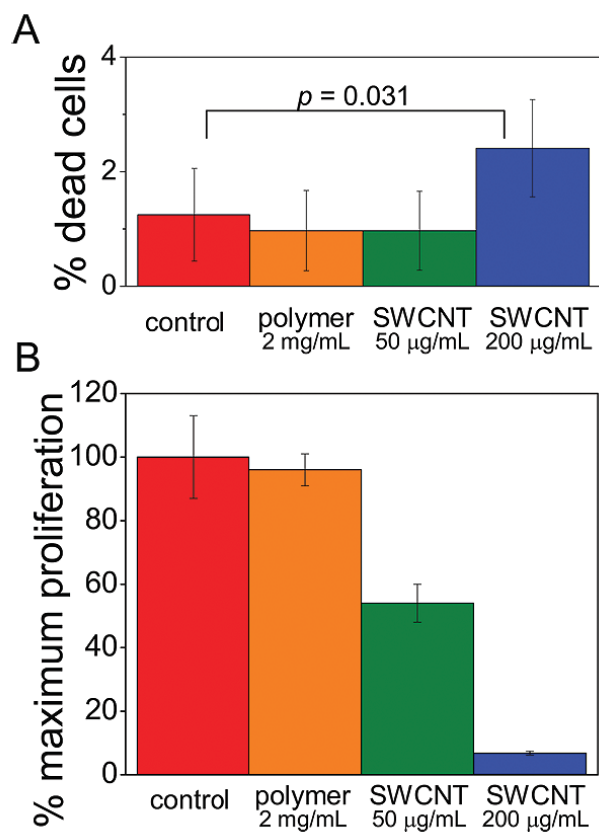 A
% dead cells
4
2
0
p = 0.031
control
polymer
2 mg/mL
SWCNT
50 μg/mL
SWCNT
200 μg/mL
B
% maximum proliferation
120
100
80
60
40
20
0
control
polymer
2 mg/mL
SWCNT
50 μg/mL
SWCNT
200 μg/mL